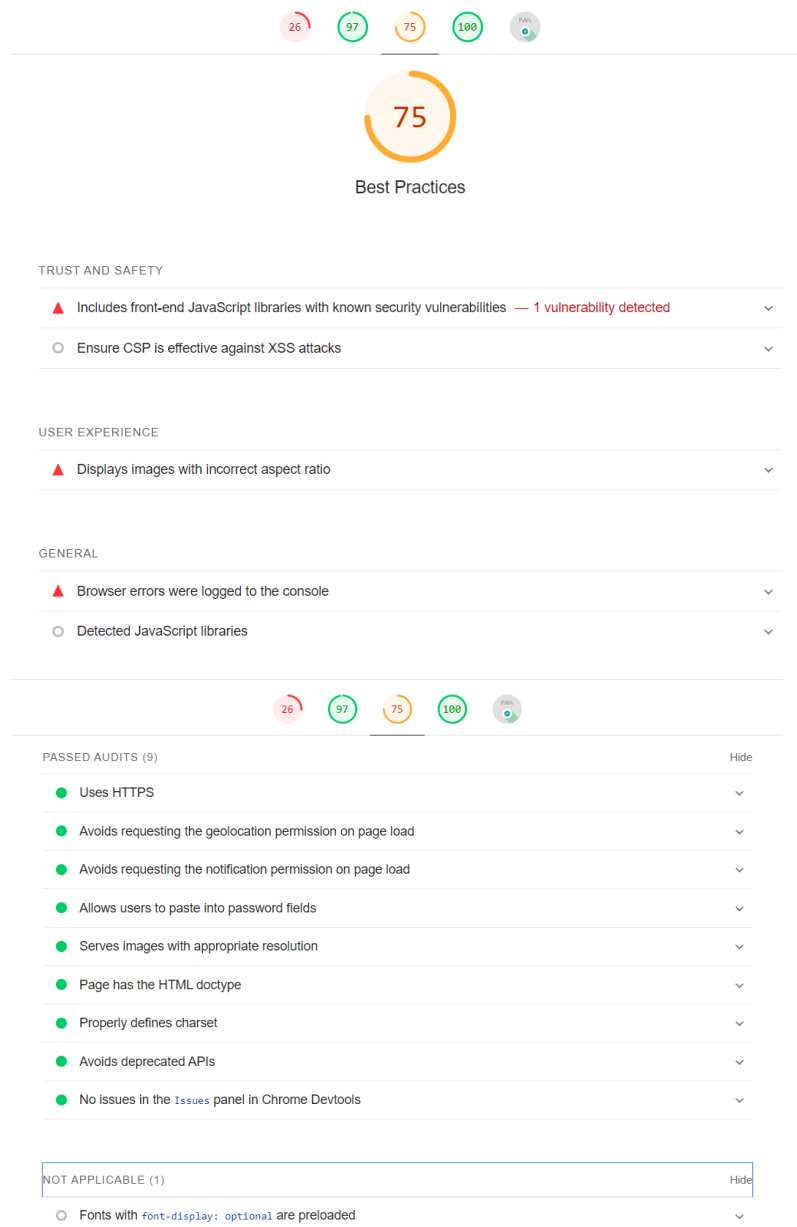 26 97 75 100 PWA
75
Best Practices
TRUST AND SAFETY
Includes front-end JavaScript libraries with known security vulnerabilities — 1 vulnerability detected
Ensure CSP is effective against XSS attacks
USER EXPERIENCE
Displays images with incorrect aspect ratio
GENERAL
Browser errors were logged to the console
Detected JavaScript libraries
26 97 75 100 PWA
PASSED AUDITS (9) Hide
Uses HTTPS
Avoids requesting the geolocation permission on page load
Avoids requesting the notification permission on page load
Allows users to paste into password fields
Serves images with appropriate resolution
Page has the HTML doctype
Properly defines charset
Avoids deprecated APIs
No issues in the Issues panel in Chrome Devtools
NOT APPLICABLE (1) Hide
Fonts with font-display: optional are preloaded